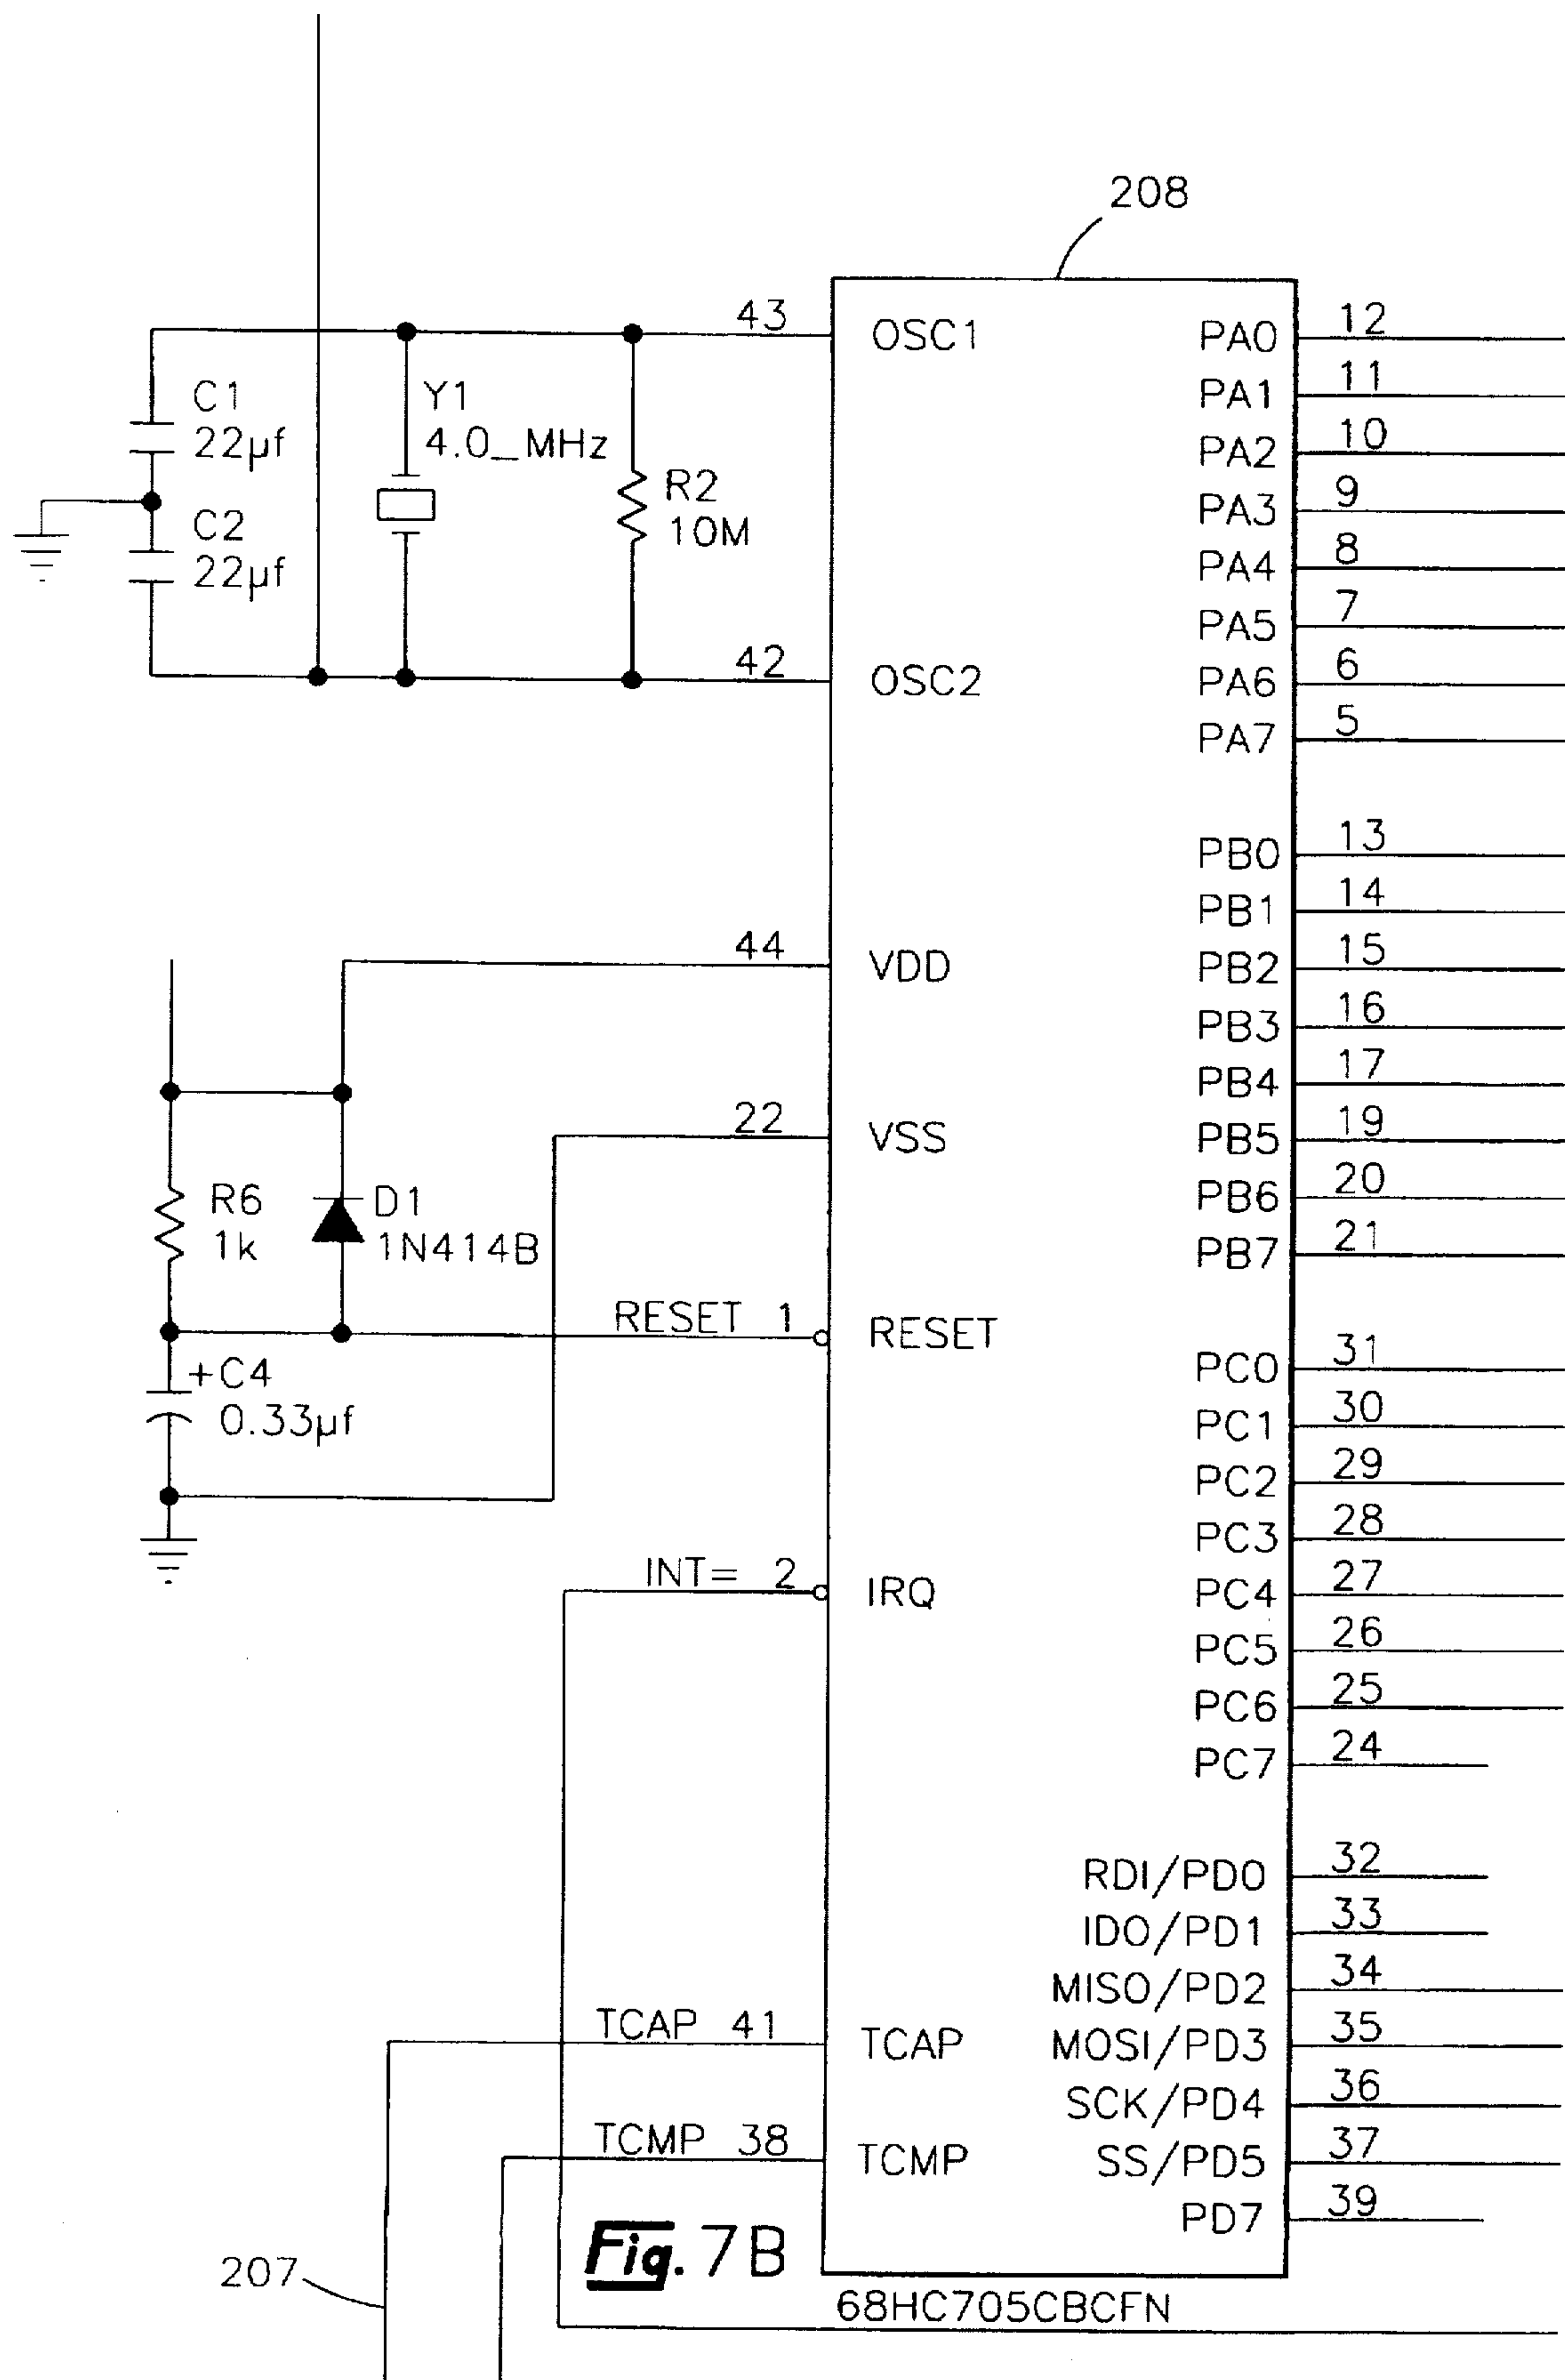 208
43
OSC1
PA0
12
PA1
11
C1
22µf
Y1
4.0_MHz
PA2
10
R2
10M
PA3
9
C2
22µf
PA4
8
PA5
7
42
OSC2
PA6
6
PA7
5
PB0
13
PB1
14
44
VDD
PB2
15
PB3
16
PB4
17
22
VSS
PB5
19
R6
1k
D1
1N414B
PB6
20
PB7
21
RESET 1
RESET
PC0
31
+C4
0.33µf
PC1
30
PC2
29
PC3
28
INT= 2
IRQ
PC4
27
PC5
26
PC6
25
PC7
24
RDI/PD0
32
IDO/PD1
33
MISO/PD2
34
TCAP 41
TCAP
MOSI/PD3
35
SCK/PD4
36
TCMP 38
TCMP
SS/PD5
37
PD7
39
Fig. 7B
207
68HC705CBCFN